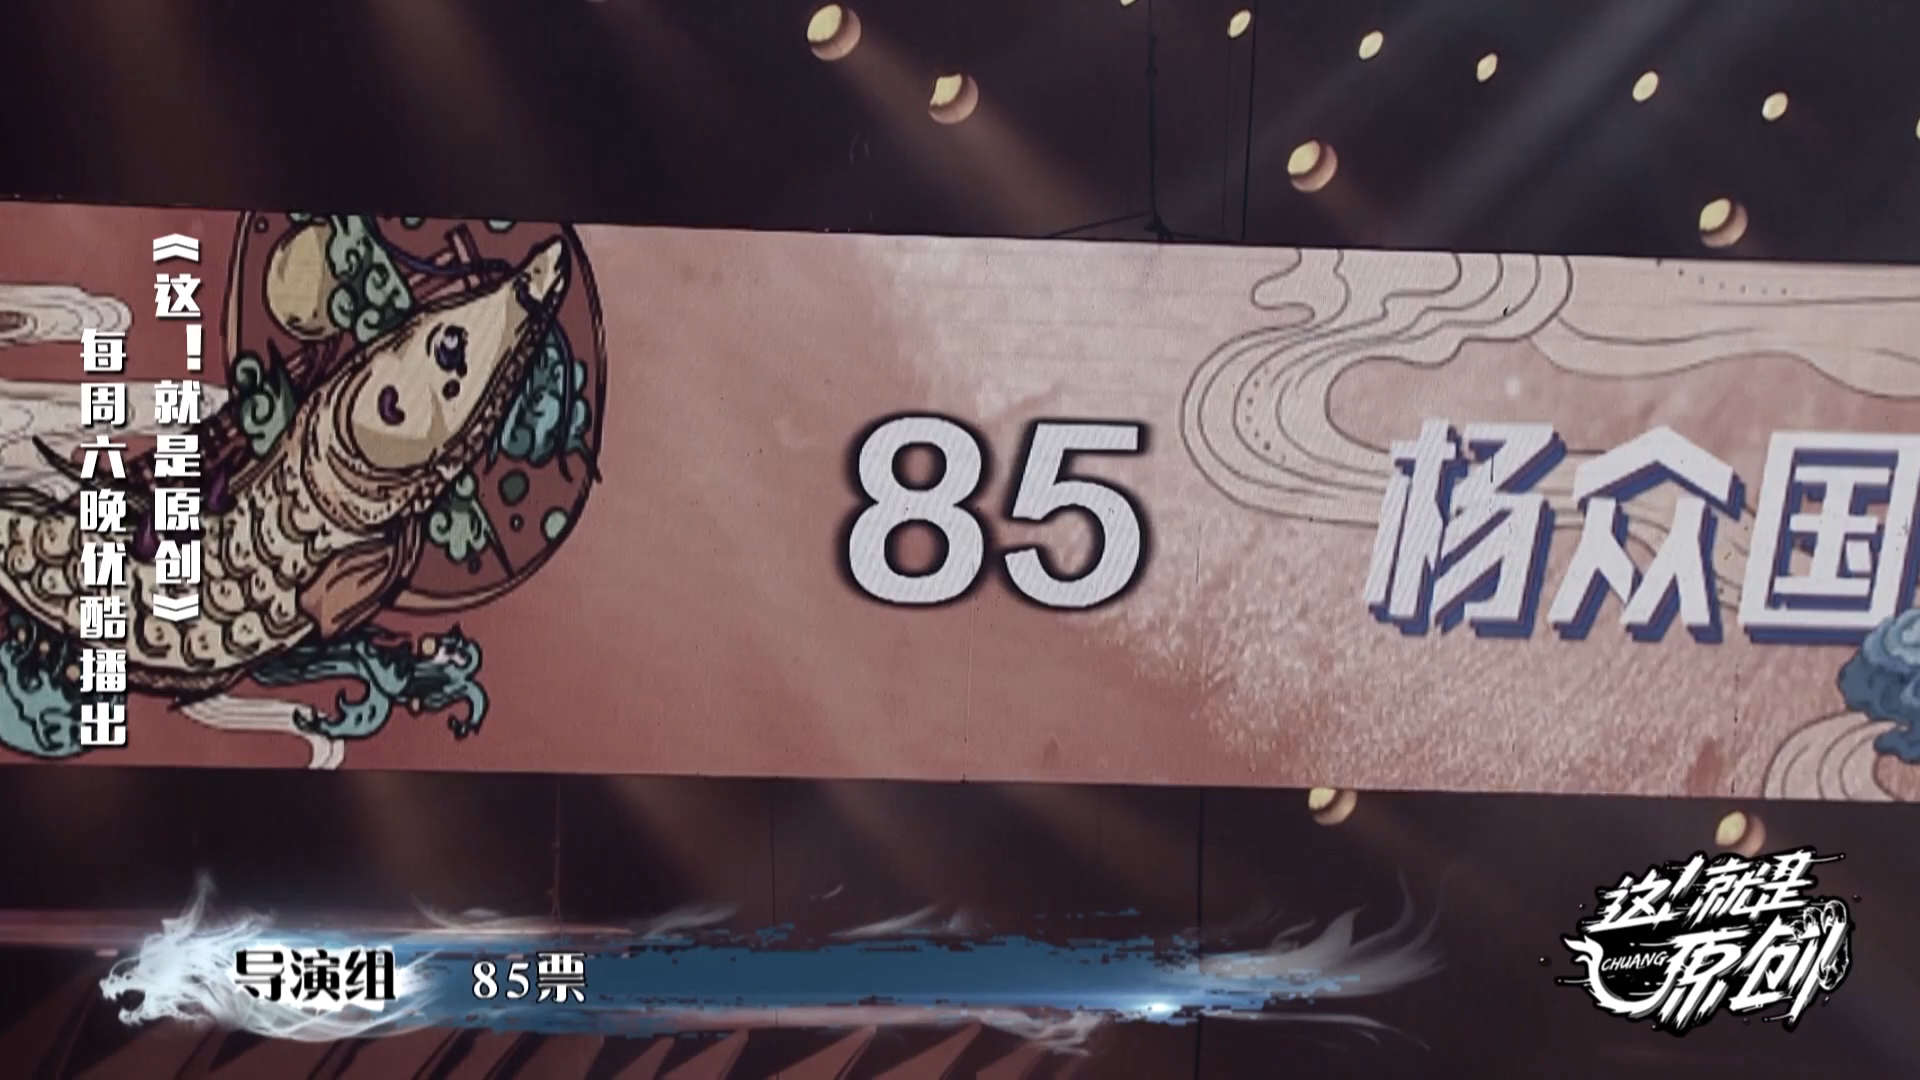 《这！就是原创》
每周六晚优酷播出
85
杨众国
导演组 85票
这！就是
CHUANG
原创